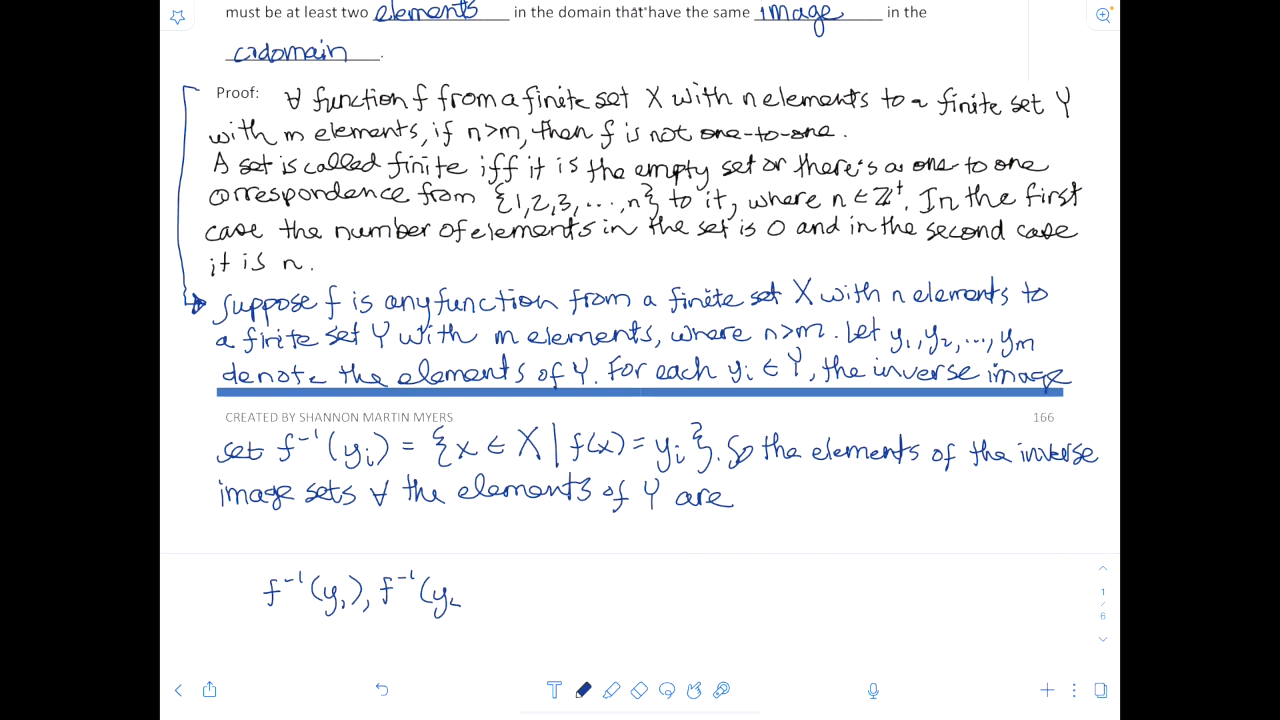 must be at least two elements in the domain that have the same image in the
codomain.
Proof: ∀ function f from a finite set X with n elements to a finite set Y
with m elements, if n>m, then f is not one-to-one.
A set is called finite iff it is the empty set or there's a one to one
correspondence from {1,2,3,...,n} to it, where n ∈ ℤ⁺. In the first
case the number of elements in the set is 0 and in the second case
it is n.
Suppose f is any function from a finite set X with n elements to
a finite set Y with m elements, where n>m. Let y₁, y₂, ..., yₘ
denote the elements of Y. For each yᵢ ∈ Y, the inverse image
CREATED BY SHANNON MARTIN MYERS 166
set f⁻¹(yᵢ) = {x ∈ X | f(x) = yᵢ}. So the elements of the inverse
image sets ∀ the elements of Y are
f⁻¹(y₁), f⁻¹(y₂
1
/
6
T